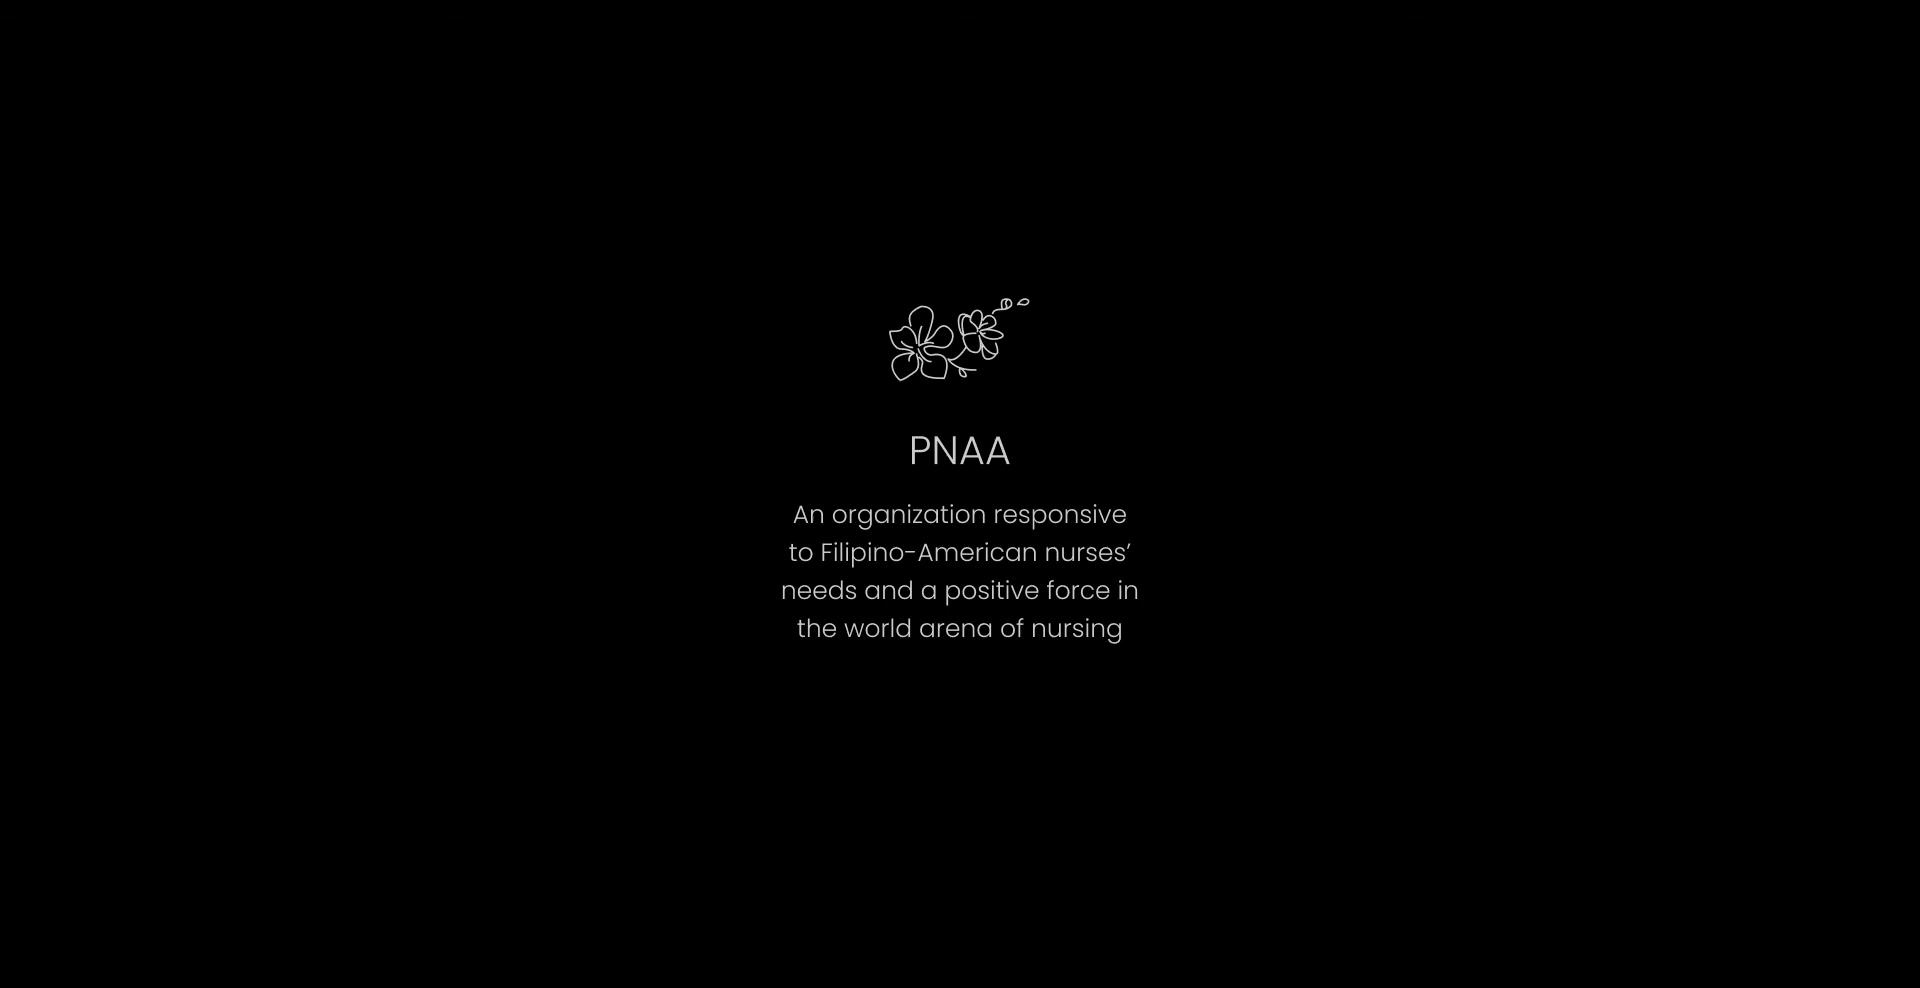 PNAA
An organization responsive
to Filipino-American nurses’
needs and a positive force in
the world arena of nursing